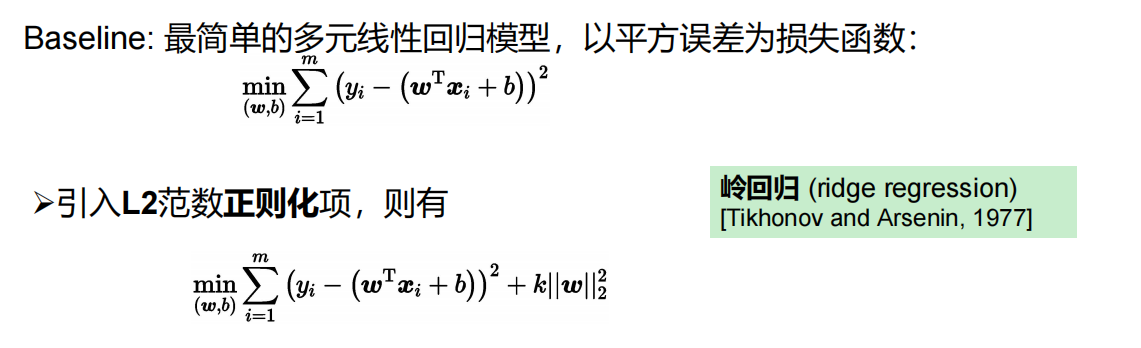 Baseline: 最简单的多元线性回归模型，以平方误差为损失函数：
$\min_{(\boldsymbol{w},b)} \sum_{i=1}^{m} \left(y_i - \left(\boldsymbol{w}^{\mathrm{T}}\boldsymbol{x}_i + b\right)\right)^2$
➢引入L2范数正则化项，则有
岭回归 (ridge regression)
[Tikhonov and Arsenin, 1977]
$\min_{(\boldsymbol{w},b)} \sum_{i=1}^{m} \left(y_i - \left(\boldsymbol{w}^{\mathrm{T}}\boldsymbol{x}_i + b\right)\right)^2 + k||\boldsymbol{w}||_2^2$